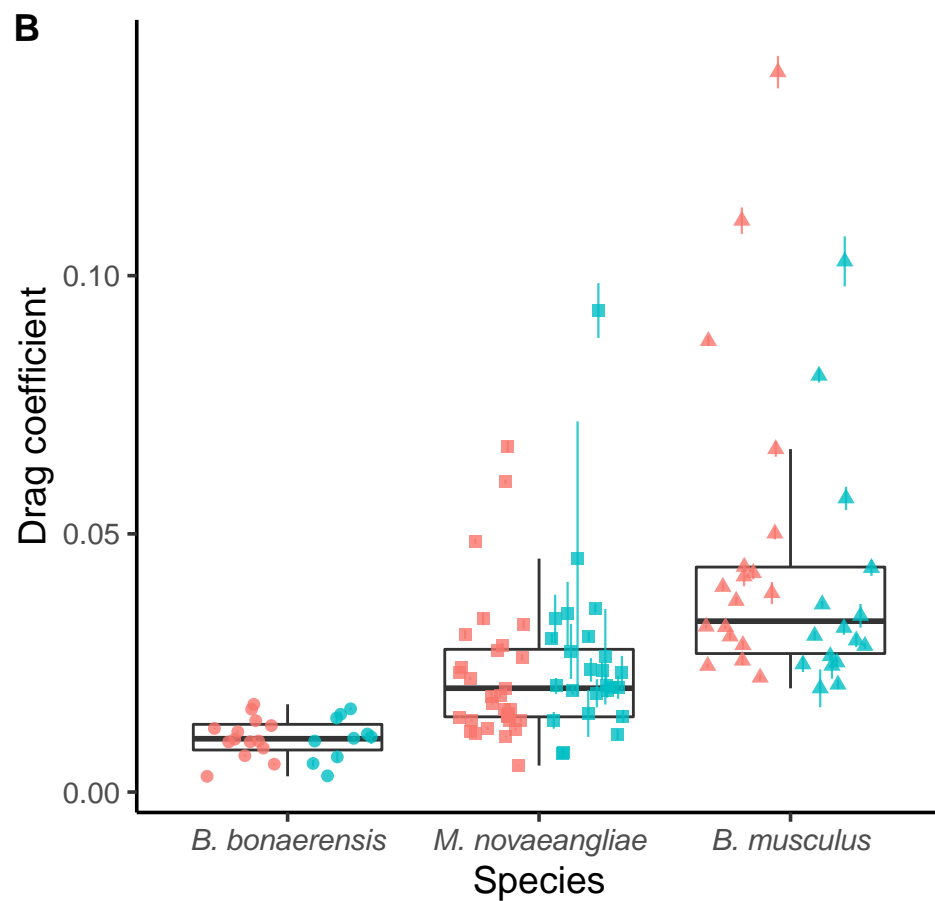 B
Drag coefficient
0.10
0.05
0.00
B. bonaerensis
M. novaeangliae
B. musculus
Species